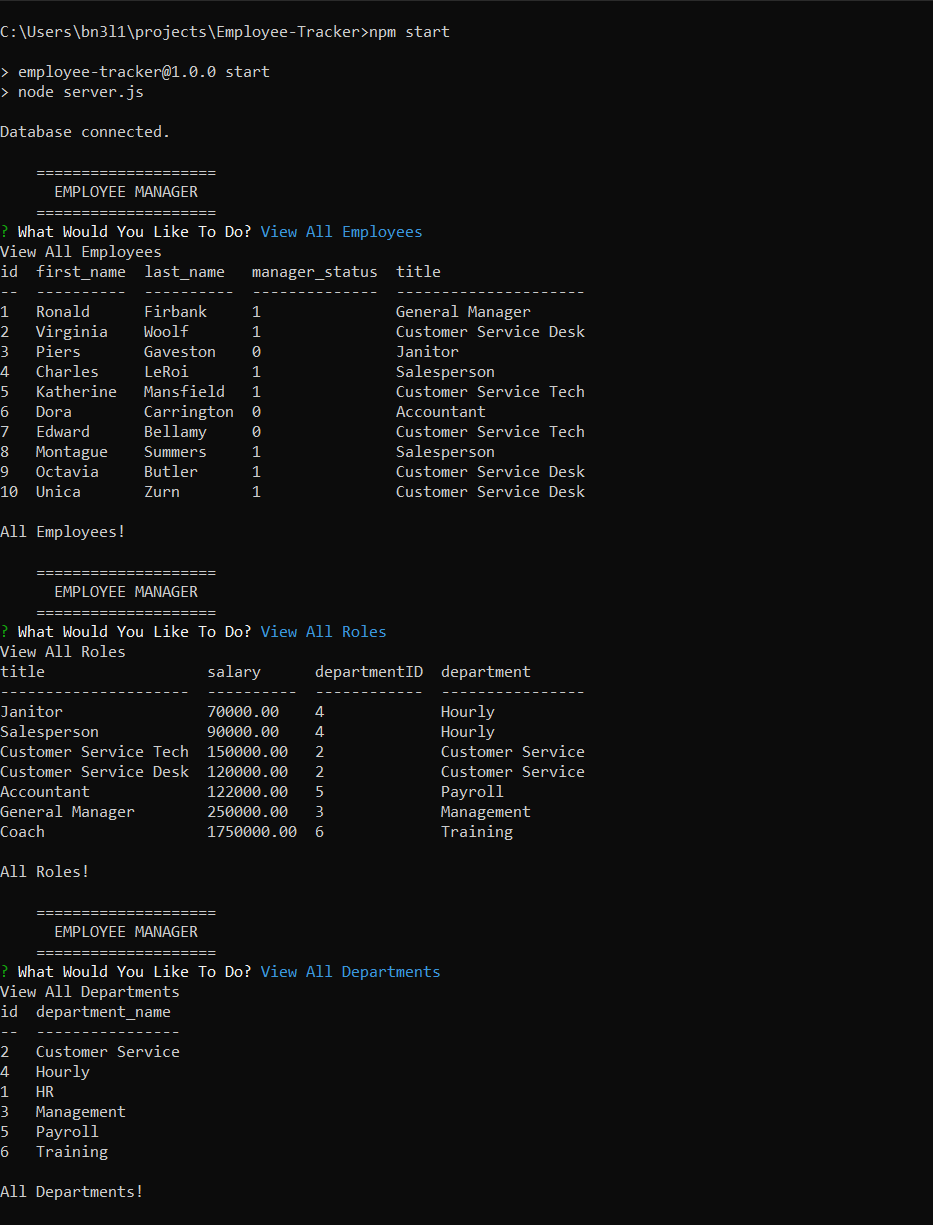 C:\Users\bn3l1\projects\Employee-Tracker>npm start

> employee-tracker@1.0.0 start
> node server.js

Database connected.

    ====================
      EMPLOYEE MANAGER
    ====================
? What Would You Like To Do? View All Employees
View All Employees
id  first_name  last_name   manager_status  title
--  ----------  ----------  --------------  ---------------------
1   Ronald      Firbank     1               General Manager
2   Virginia    Woolf       1               Customer Service Desk
3   Piers       Gaveston    0               Janitor
4   Charles     LeRoi       1               Salesperson
5   Katherine   Mansfield   1               Customer Service Tech
6   Dora        Carrington  0               Accountant
7   Edward      Bellamy     0               Customer Service Tech
8   Montague    Summers     1               Salesperson
9   Octavia     Butler      1               Customer Service Desk
10  Unica       Zurn        1               Customer Service Desk

All Employees!

    ====================
      EMPLOYEE MANAGER
    ====================
? What Would You Like To Do? View All Roles
View All Roles
title                  salary      departmentID  department
---------------------  ----------  ------------  ----------------
Janitor                70000.00    4             Hourly
Salesperson            90000.00    4             Hourly
Customer Service Tech  150000.00   2             Customer Service
Customer Service Desk  120000.00   2             Customer Service
Accountant             122000.00   5             Payroll
General Manager        250000.00   3             Management
Coach                  1750000.00  6             Training

All Roles!

    ====================
      EMPLOYEE MANAGER
    ====================
? What Would You Like To Do? View All Departments
View All Departments
id  department_name
--  ----------------
2   Customer Service
4   Hourly
1   HR
3   Management
5   Payroll
6   Training

All Departments!